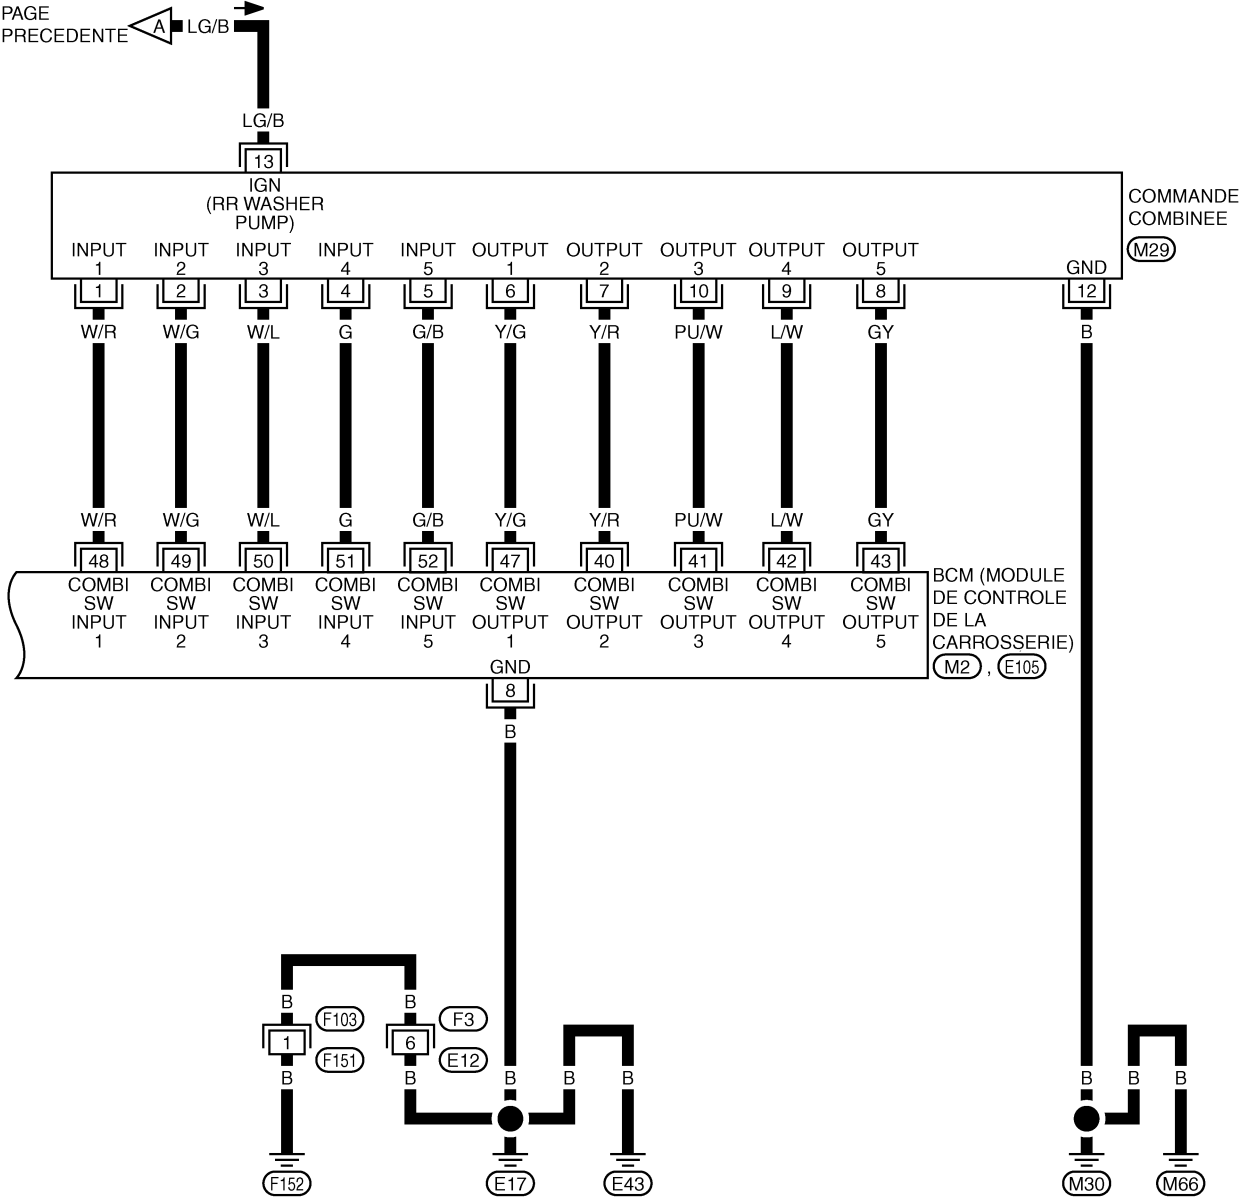 PAGE
PRECEDENTE
A LG/B
LG/B
13
IGN
(RR WASHER
PUMP)
COMMANDE
COMBINEE
M29
INPUT INPUT INPUT INPUT INPUT OUTPUT OUTPUT OUTPUT OUTPUT OUTPUT
1 2 3 4 5 1 2 3 4 5 GND
1 2 3 4 5 6 7 10 9 8 12
W/R W/G W/L G G/B Y/G Y/R PU/W L/W GY B
W/R W/G W/L G G/B Y/G Y/R PU/W L/W GY
48 49 50 51 52 47 40 41 42 43
COMBI COMBI COMBI COMBI COMBI COMBI COMBI COMBI COMBI COMBI
SW SW SW SW SW SW SW SW SW SW
INPUT INPUT INPUT INPUT INPUT OUTPUT OUTPUT OUTPUT OUTPUT OUTPUT
1 2 3 4 5 1 2 3 4 5
BCM (MODULE
DE CONTROLE
DE LA
CARROSSERIE)
M2 , E105
GND
8
B
B B
F103 F3
1 6
F151 E12
B B B B B B B B
F152 E17 E43 M30 M66